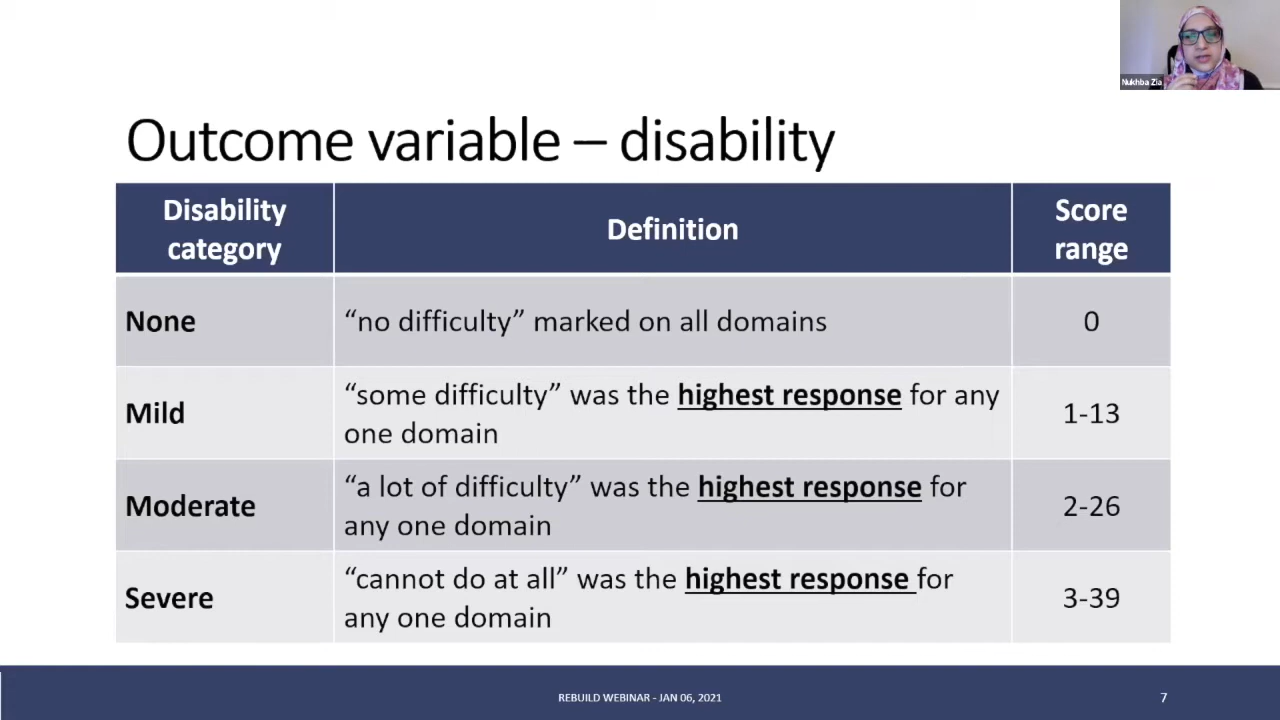 Nukhba Zia
Outcome variable – disability
Disability
category
Definition
Score
range
None
“no difficulty” marked on all domains
0
Mild
“some difficulty” was the highest response for any
one domain
1-13
Moderate
“a lot of difficulty” was the highest response for
any one domain
2-26
Severe
“cannot do at all” was the highest response for
any one domain
3-39
REBUILD WEBINAR - JAN 06, 2021
7